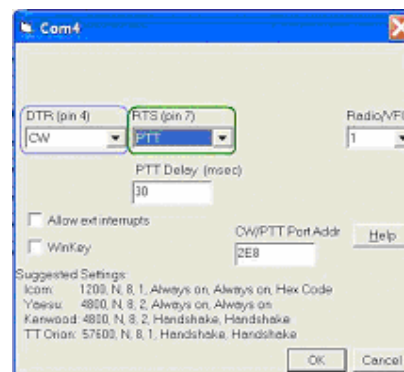 Com4
DTR (pin 4) RTS (pin 7) Radio/VF
CW PTT 1
PTT Delay (msec)
30
Allow ext interrupts
CW/PTT Port Addr
Help
WinKey
2E8
Suggested Settings:
Icom: 1200, N, 8, 1, Always on, Always on, Hex Code
Yaesu: 4800, N, 8, 2, Always on, Always on
Kenwood: 4800, N, 8, 2, Handshake, Handshake
TT Orion: 57600, N, 8, 1, Handshake, Handshake
OK Cancel